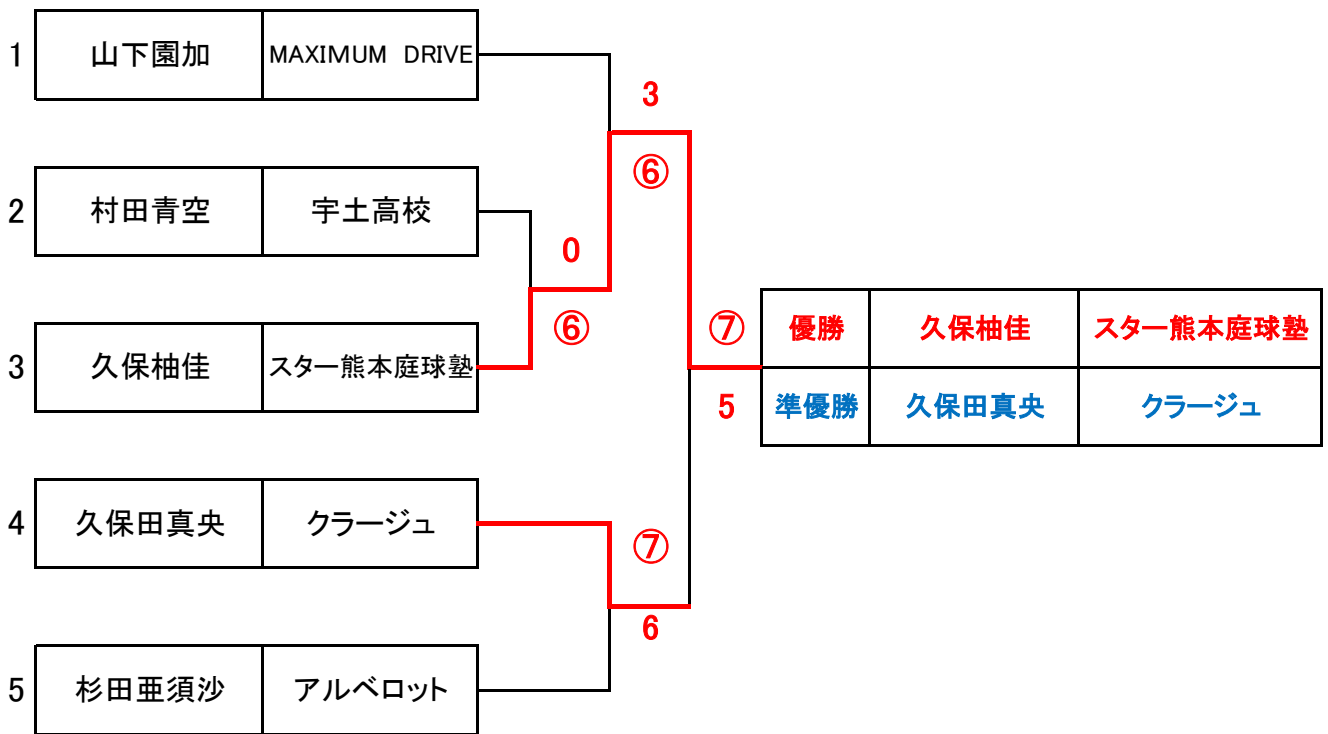 1 山下園加 MAXIMUM DRIVE
3
⑥
2 村田青空 宇土高校
0
⑥
3 久保柚佳 スター熊本庭球塾
⑦ 優勝 久保柚佳 スター熊本庭球塾
5 準優勝 久保田真央 クラージュ
4 久保田真央 クラージュ
⑦
6
5 杉田亜須沙 アルベロット